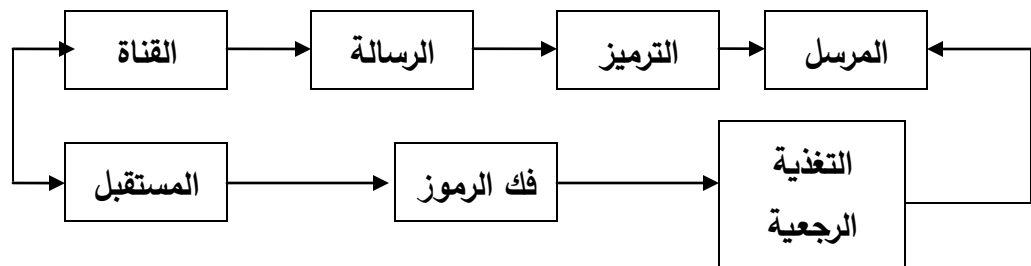 المرسل
الترميز
الرسالة
القناة
المستقبل
فك الرموز
التغذية
الرجعية